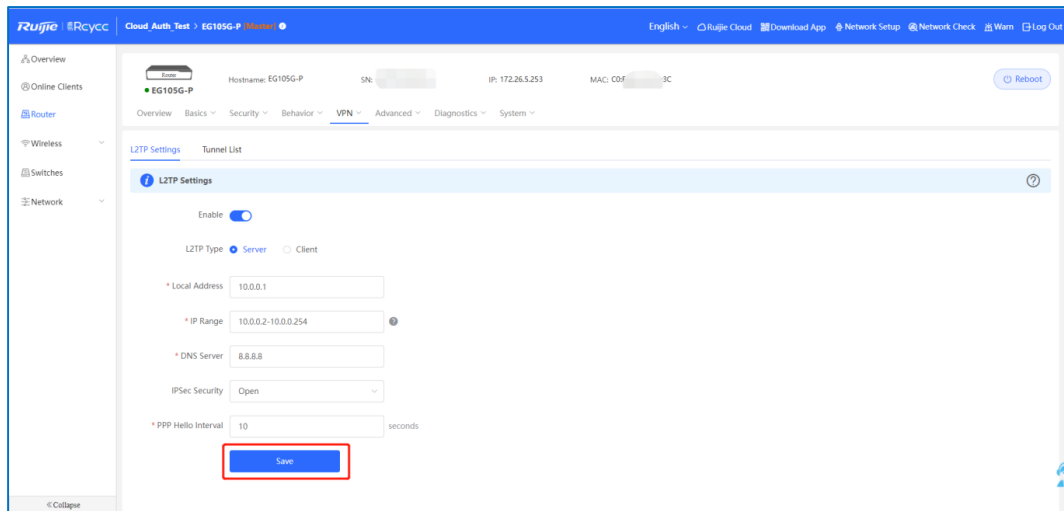 Ruijie Rcycc Cloud_Auth_Test > EG105G-P (Master) English Ruijie Cloud Download App Network Setup Network Check Warn Log Out
Overview
Online Clients
Router
Wireless
Switches
Network
Collapse
Router
EG105G-P
Hostname: EG105G-P SN: IP: 172.26.5.253 MAC: C0: 3C
Reboot
Overview Basics Security Behavior VPN Advanced Diagnostics System
L2TP Settings Tunnel List
i L2TP Settings ?
Enable
L2TP Type Server Client
* Local Address 10.0.0.1
* IP Range 10.0.0.2-10.0.0.254 ?
* DNS Server 8.8.8.8
IPSec Security Open
* PPP Hello Interval 10 seconds
Save